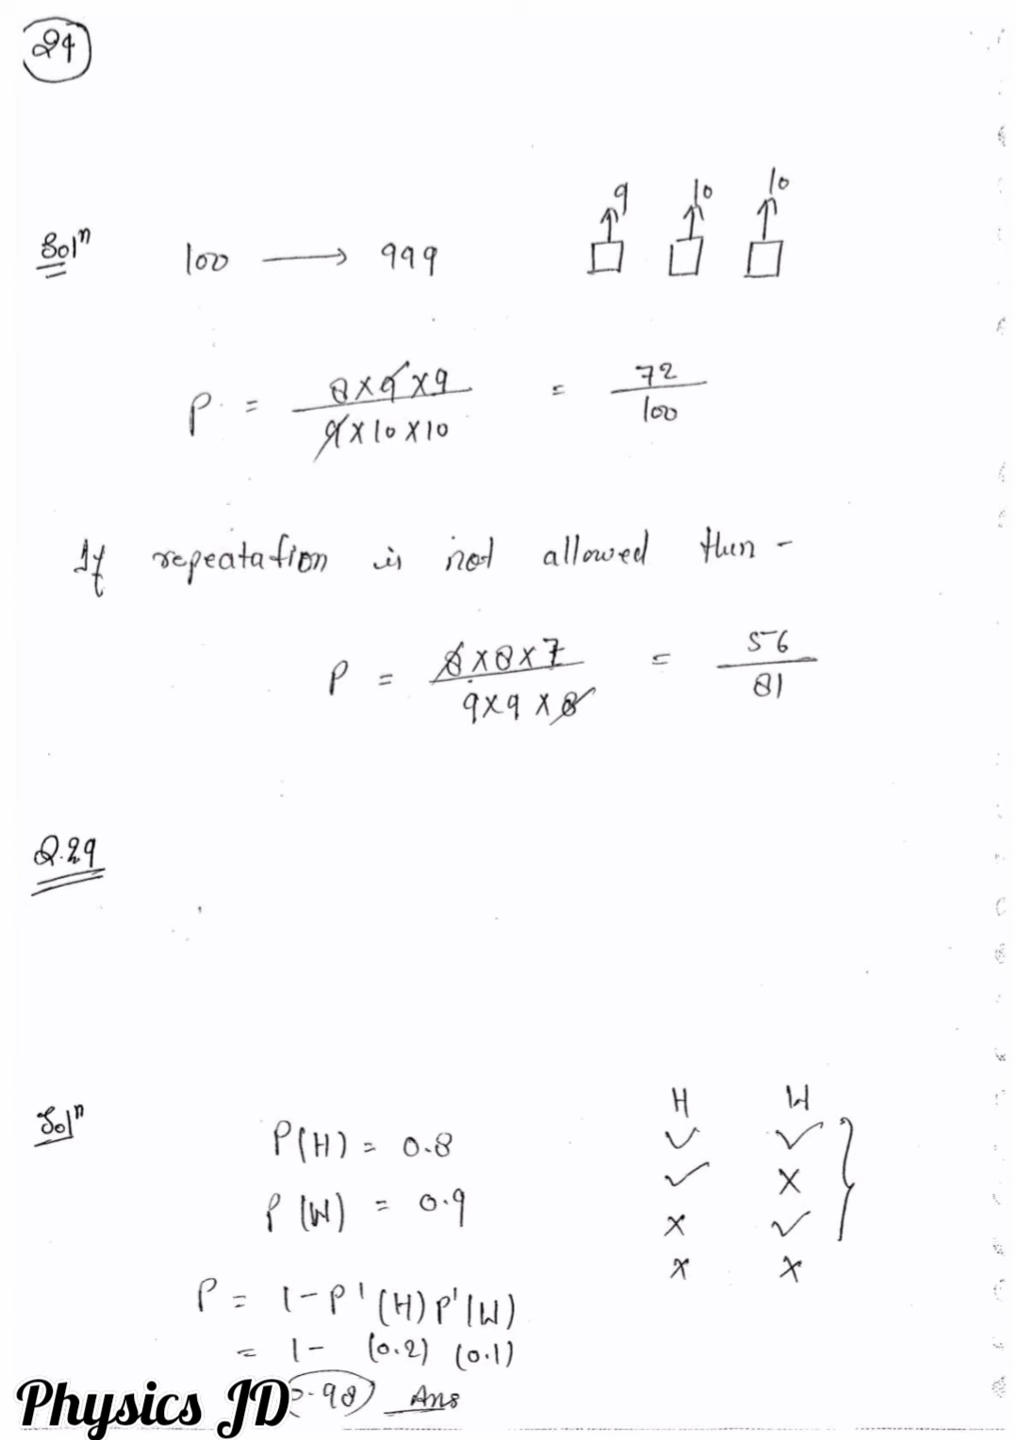 24
9 10 10
Solⁿ 100 → 999
P = 8×9×9 / 9×10×10 = 72/100
If repeatation is not allowed then -
P = 8×8×7 / 9×9×8 = 56/81
Q.29
H W
Solⁿ P(H) = 0.8 ✓ ✓
✓ ×
P(W) = 0.9 × ✓
× ×
P = 1 - P'(H) P'(W)
= 1 - (0.2) (0.1)
0.98 Ans
Physics JD